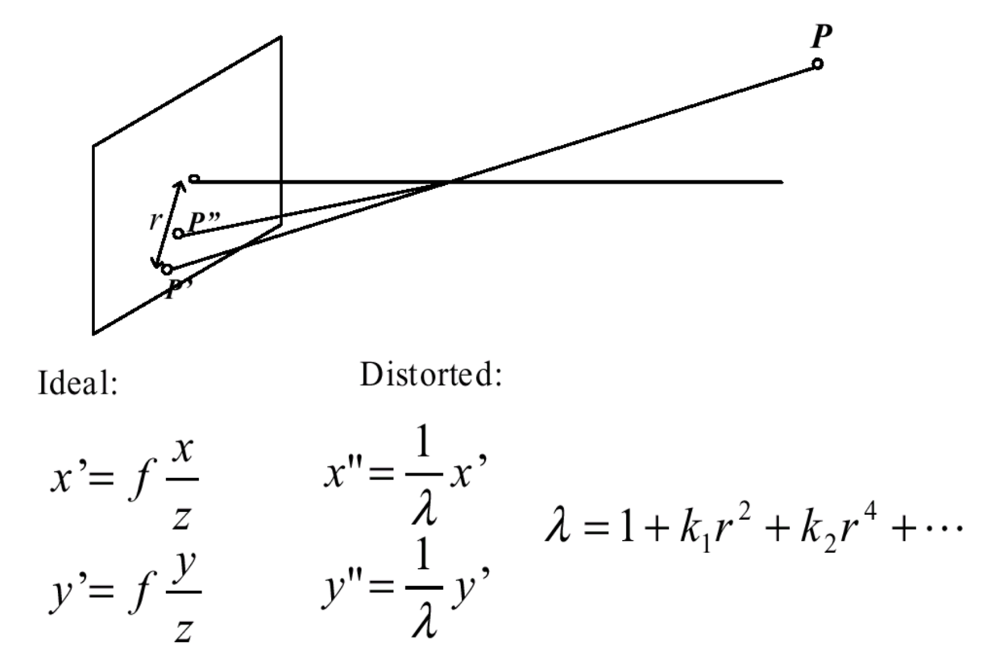 P
r
P”
P’
Ideal:
Distorted:
x’= f x/z
x"= 1/λ x’
λ = 1 + k₁r² + k₂r⁴ + ⋯
y’= f y/z
y"= 1/λ y’